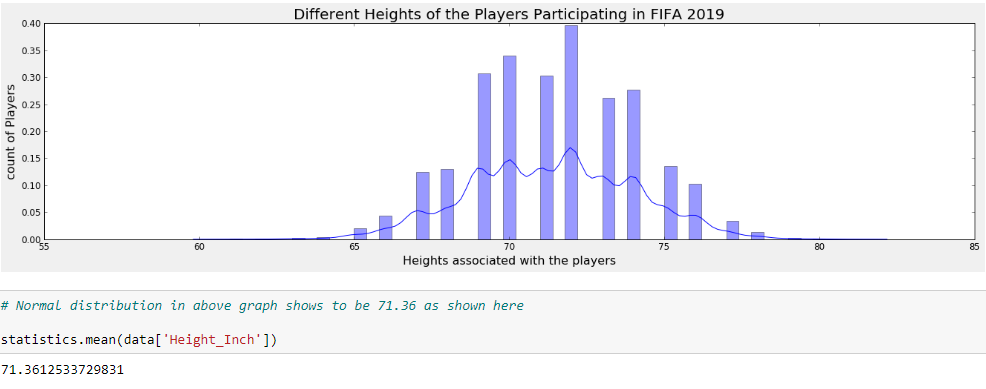 Different Heights of the Players Participating in FIFA 2019
0.40
0.35
0.30
0.25
0.20
0.15
0.10
0.05
0.00
count of Players
55 60 65 70 75 80 85
Heights associated with the players
# Normal distribution in above graph shows to be 71.36 as shown here
statistics.mean(data['Height_Inch'])
71.3612533729831